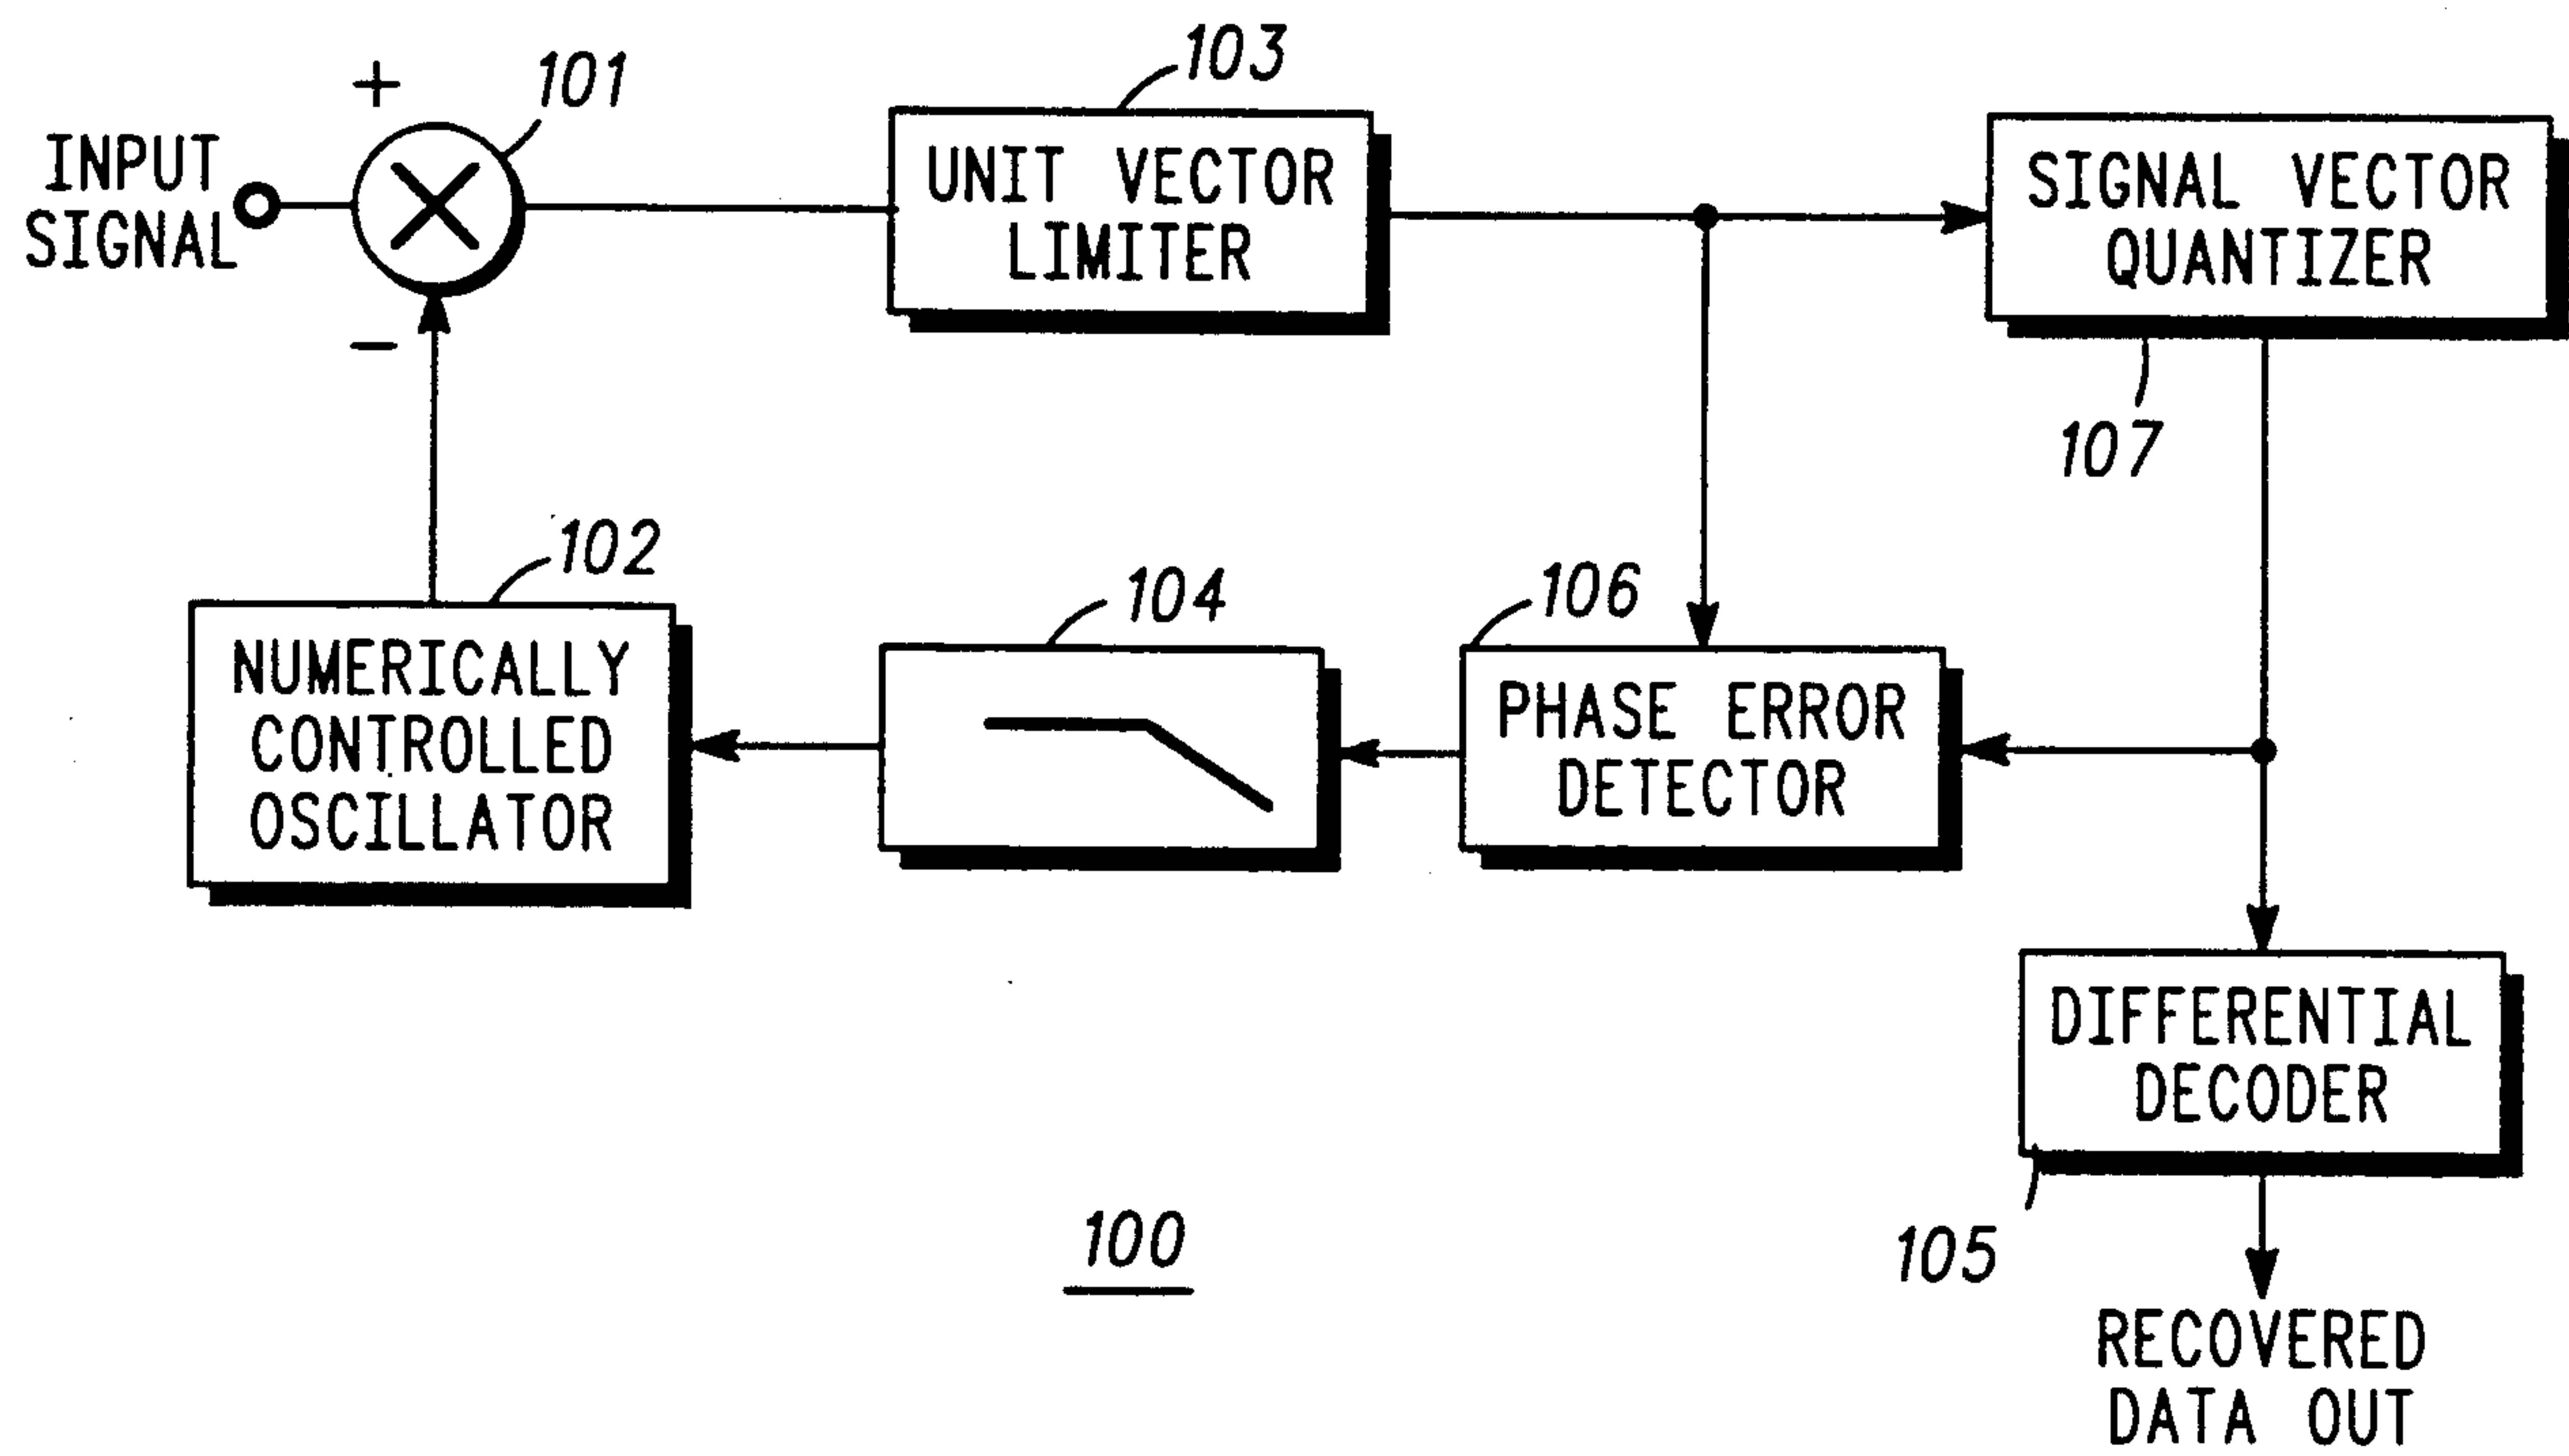 103
101
+
INPUT
SIGNAL
UNIT VECTOR
LIMITER
SIGNAL VECTOR
QUANTIZER
−
107
102
104
106
NUMERICALLY
CONTROLLED
OSCILLATOR
PHASE ERROR
DETECTOR
DIFFERENTIAL
DECODER
100
105
RECOVERED
DATA OUT